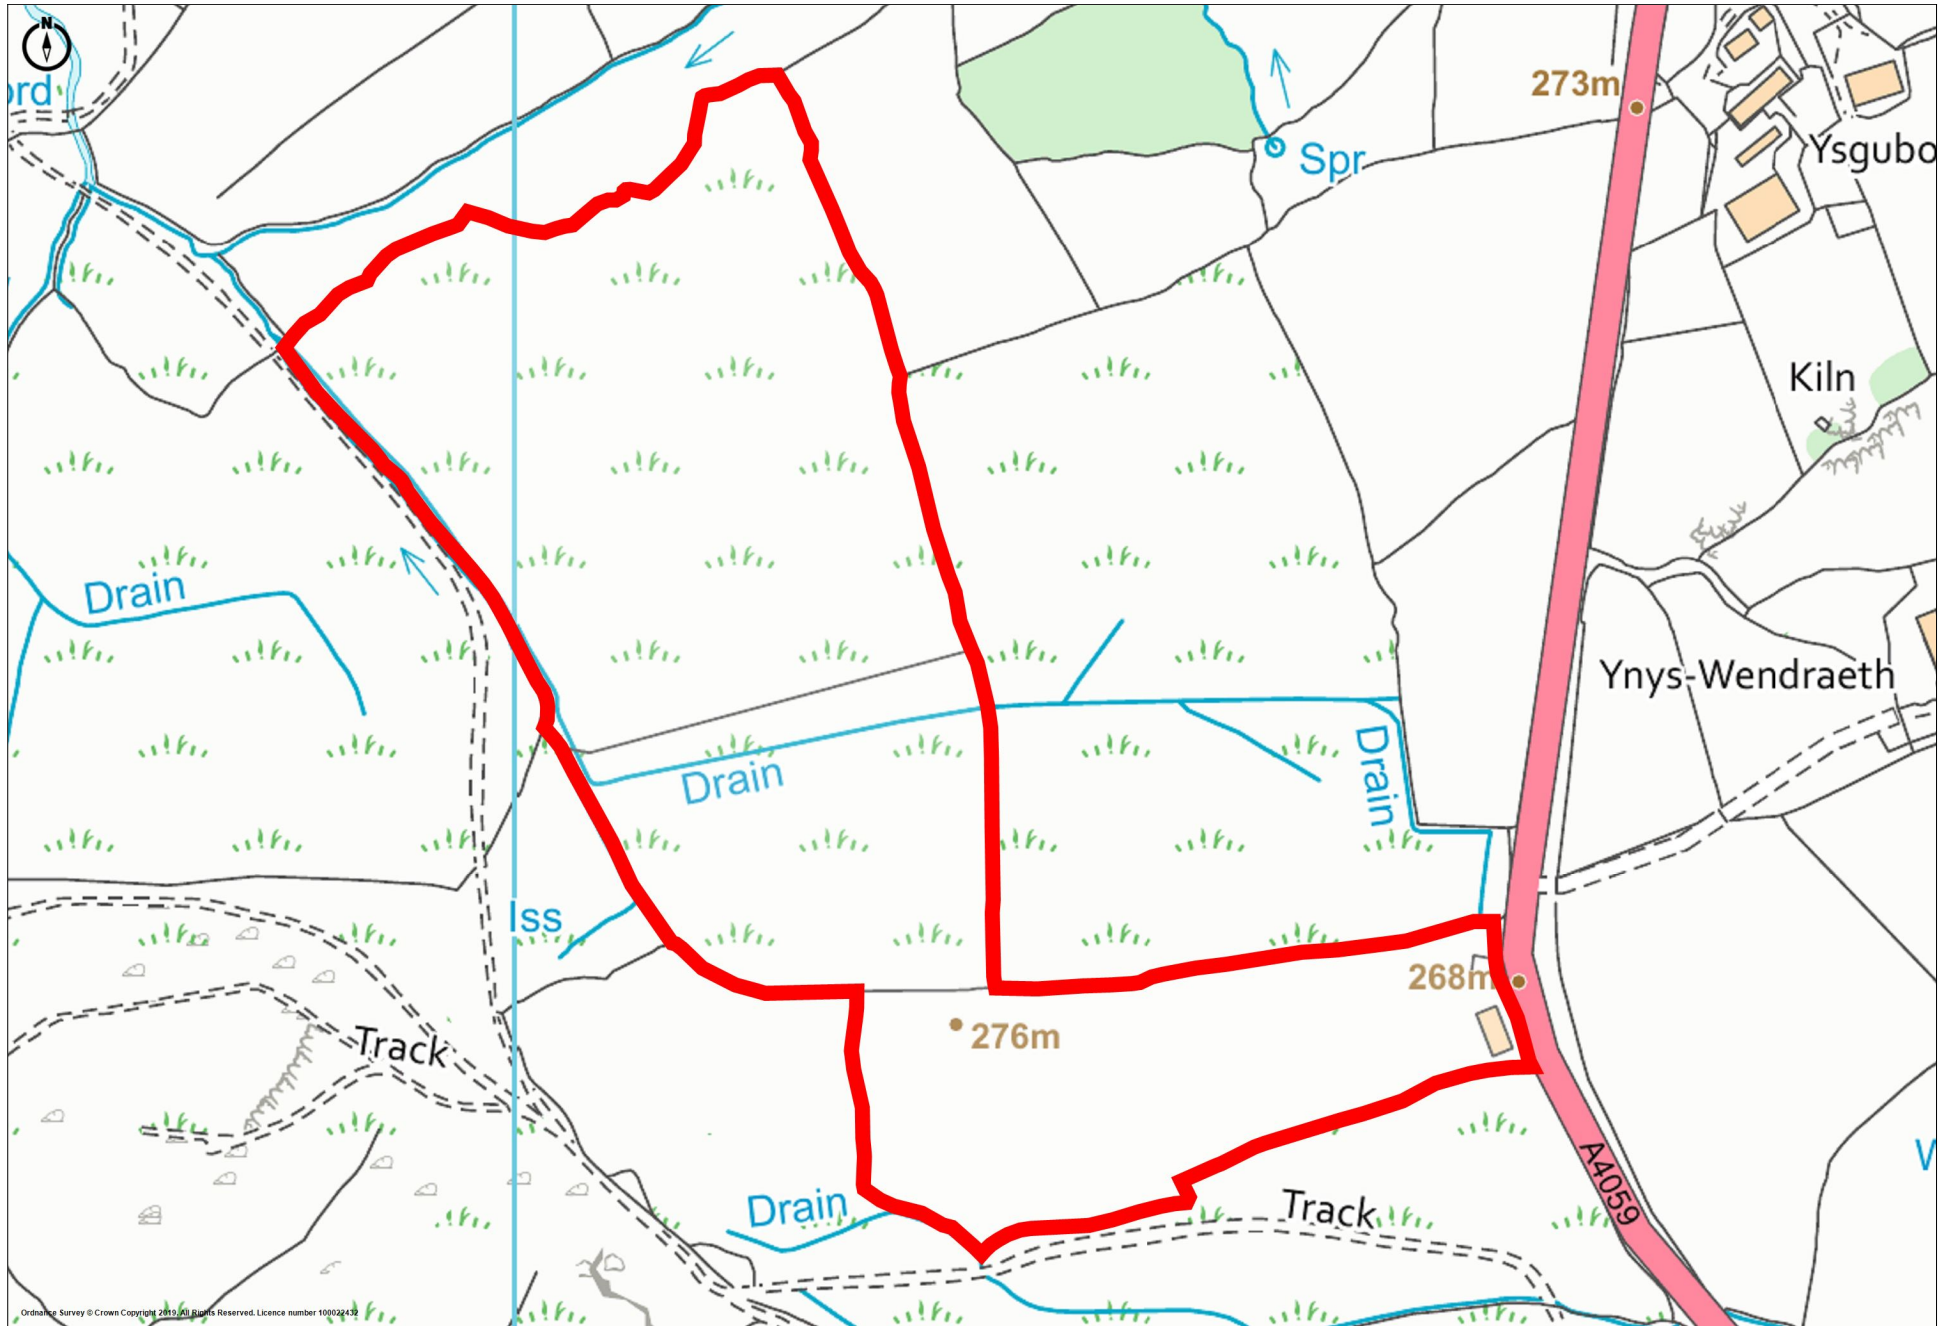 N
ord
273m
Spr
Ysgubo
Kiln
Drain
Ynys-Wendraeth
Drain
Drain
Iss
268m
276m
Track
A4059
Drain
Track
W
Ordnance Survey © Crown Copyright 2019. All Rights Reserved. Licence number 100022432